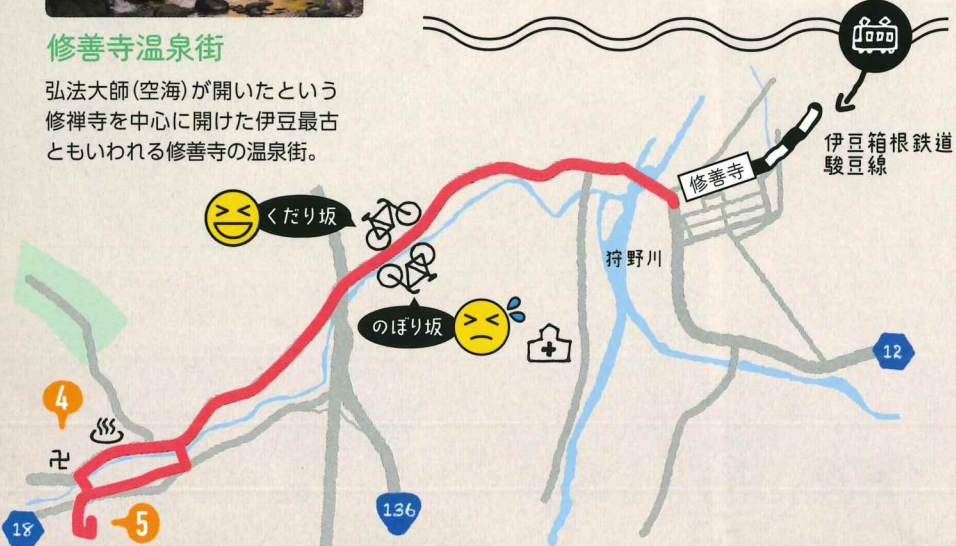 修善寺温泉街
弘法大師(空海)が開いたという
修禅寺を中心に開けた伊豆最古
ともいわれる修善寺の温泉街。
伊豆箱根鉄道
駿豆線
修善寺
くだり坂
狩野川
のぼり坂
12
4
卍
18
5
136